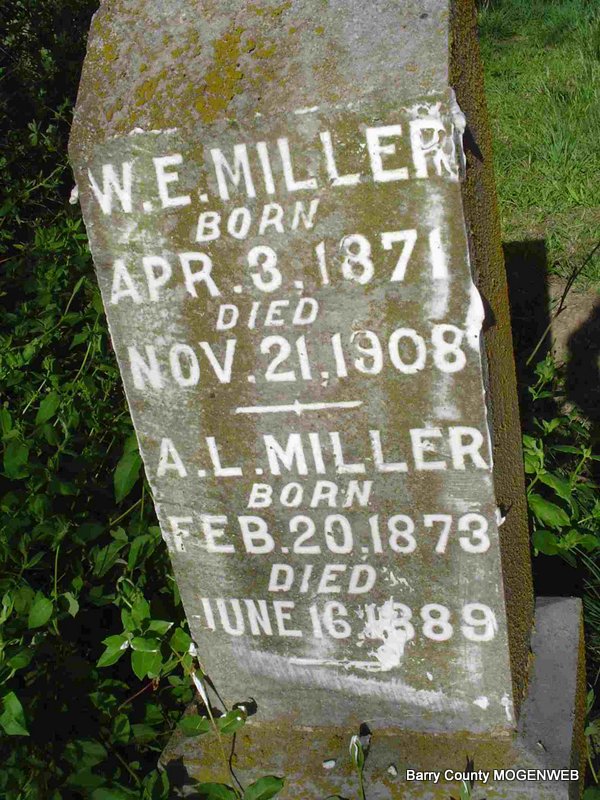 W.E. MILLER
BORN
APR. 3, 1871
DIED
NOV. 21, 1908
A.L. MILLER
BORN
FEB. 20, 1873
DIED
JUNE 16, 1889
Barry County MOGENWEB